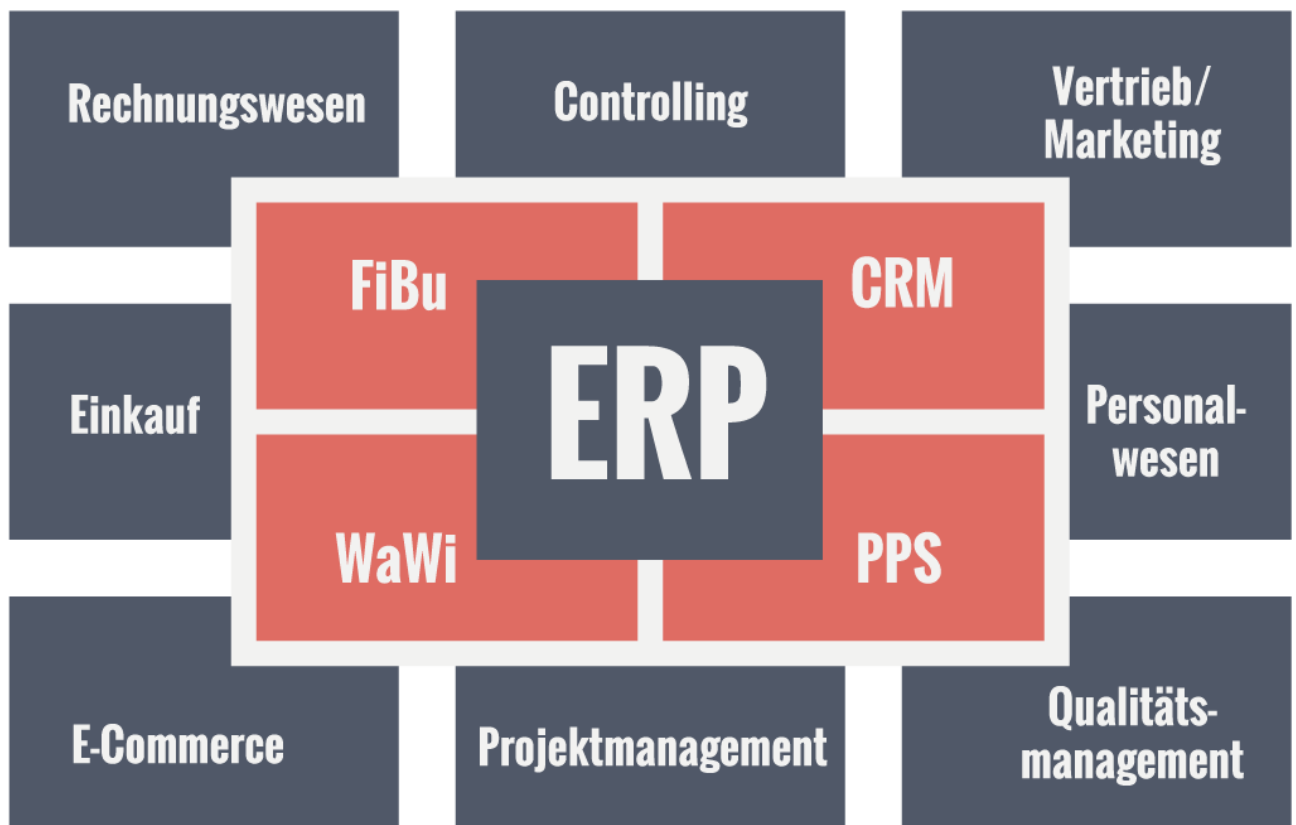 Rechnungswesen
Controlling
Vertrieb/
Marketing
FiBu
CRM
ERP
Einkauf
Personal-
wesen
WaWi
PPS
E-Commerce
Projektmanagement
Qualitäts-
management